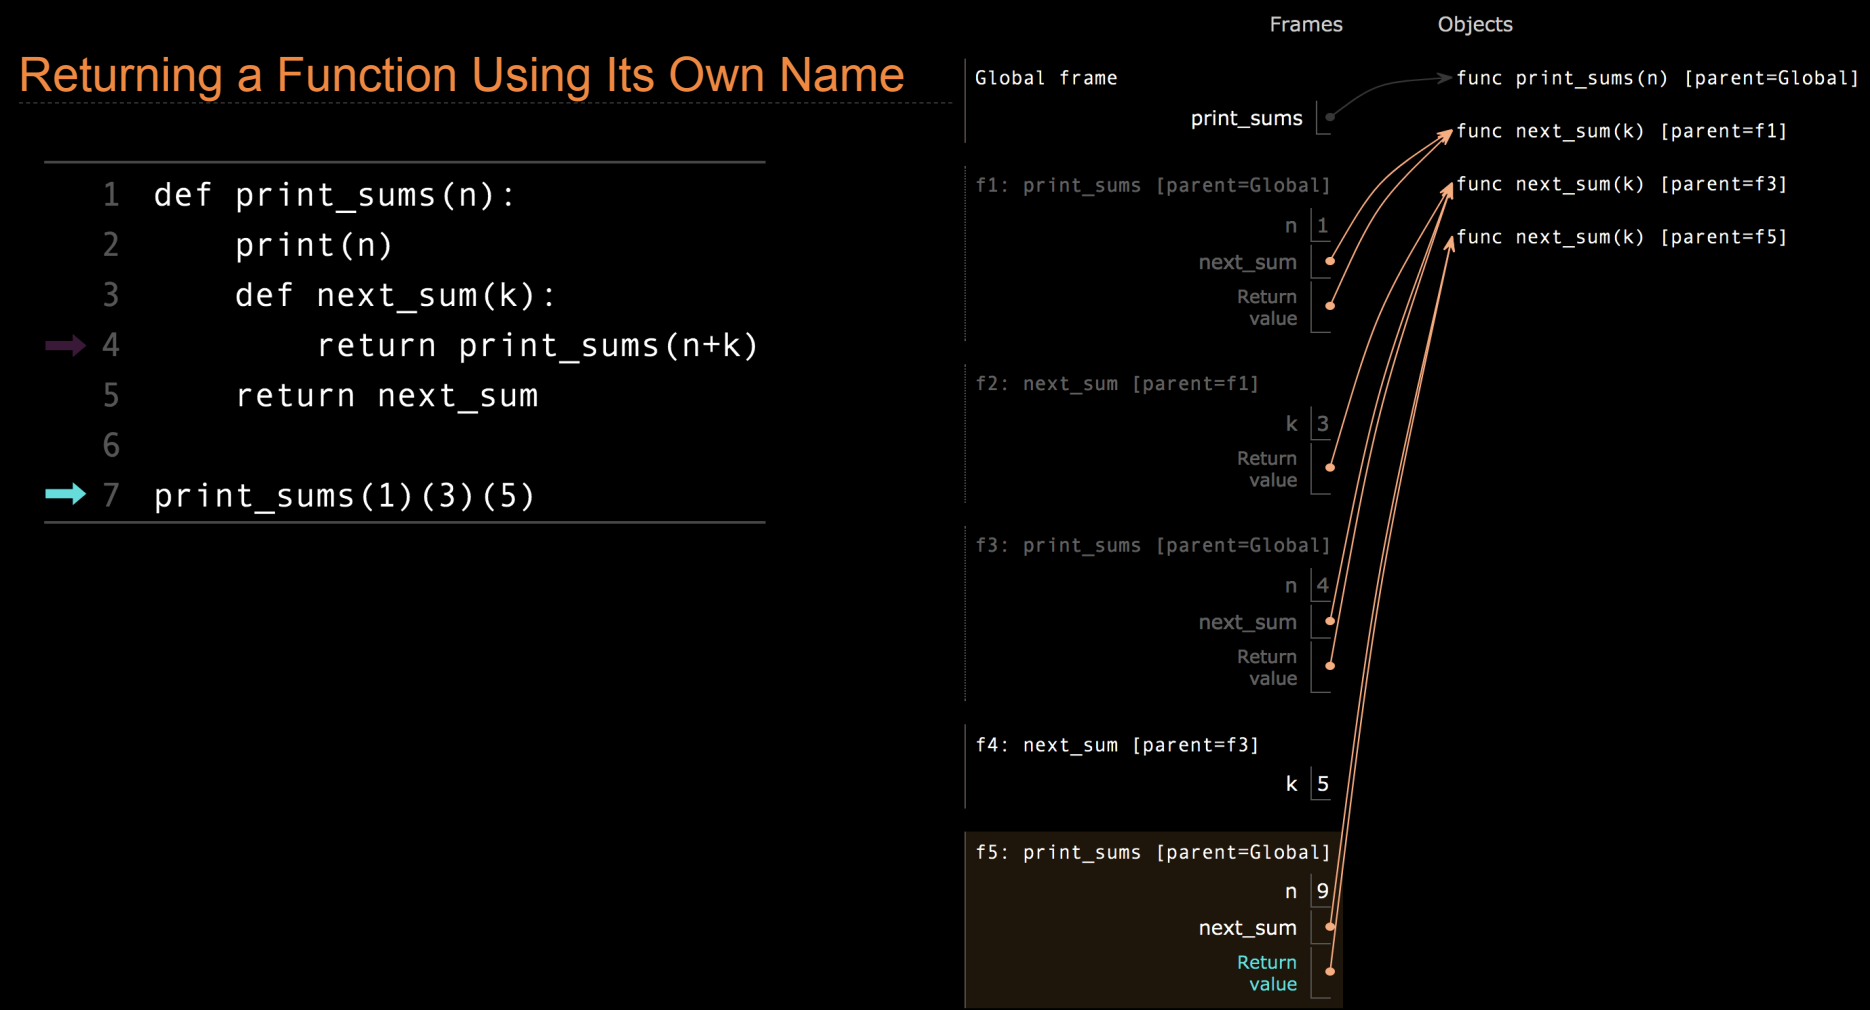 Returning a Function Using Its Own Name
1 def print_sums(n):
2     print(n)
3     def next_sum(k):
4         return print_sums(n+k)
5     return next_sum
6
7 print_sums(1)(3)(5)
Frames Objects
Global frame
print_sums
func print_sums(n) [parent=Global]
func next_sum(k) [parent=f1]
func next_sum(k) [parent=f3]
func next_sum(k) [parent=f5]
f1: print_sums [parent=Global]
n 1
next_sum
Return
value
f2: next_sum [parent=f1]
k 3
Return
value
f3: print_sums [parent=Global]
n 4
next_sum
Return
value
f4: next_sum [parent=f3]
k 5
f5: print_sums [parent=Global]
n 9
next_sum
Return
value